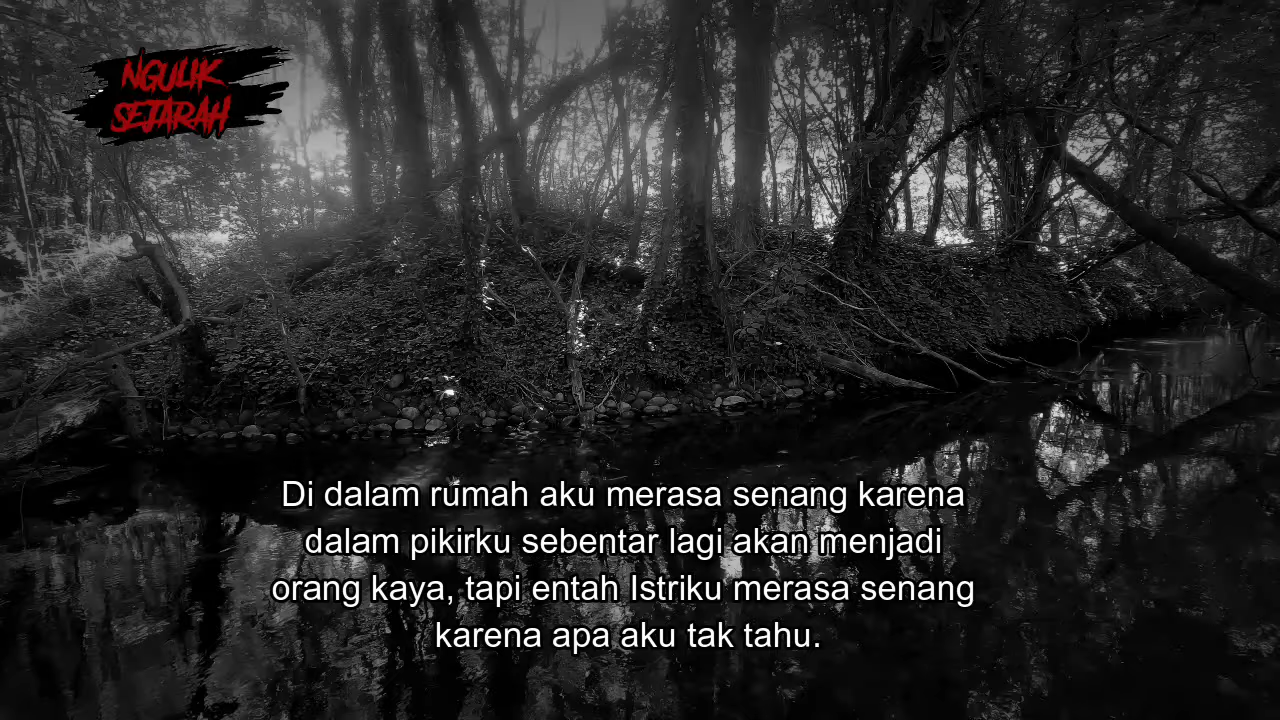 NGULIK
SEJARAH
Di dalam rumah aku merasa senang karena
dalam pikirku sebentar lagi akan menjadi
orang kaya, tapi entah Istriku merasa senang
karena apa aku tak tahu.